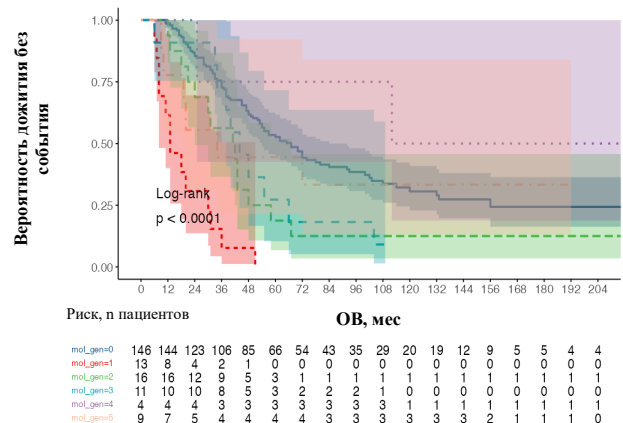 Вероятность дожития без
события
1.00
0.75
0.50
0.25
0.00
Log-rank
p < 0.0001
0 12 24 36 48 60 72 84 96 108 120 132 144 156 168 180 192 204
Риск, n пациентов
ОВ, мес
mol_gen=0 146 144 123 106 85 66 54 43 35 29 20 19 12 9 5 5 4 4
mol_gen=1 13 8 4 2 1 0 0 0 0 0 0 0 0 0 0 0 0 0
mol_gen=2 16 16 12 9 5 3 1 1 1 1 1 1 1 1 1 1 1 1
mol_gen=3 11 10 10 8 5 3 2 2 2 1 0 0 0 0 0 0 0 0
mol_gen=4 4 4 4 3 3 3 3 3 3 3 1 1 1 1 1 1 1 1
mol_gen=5 9 7 5 4 4 4 4 3 3 3 3 3 3 2 1 1 1 0